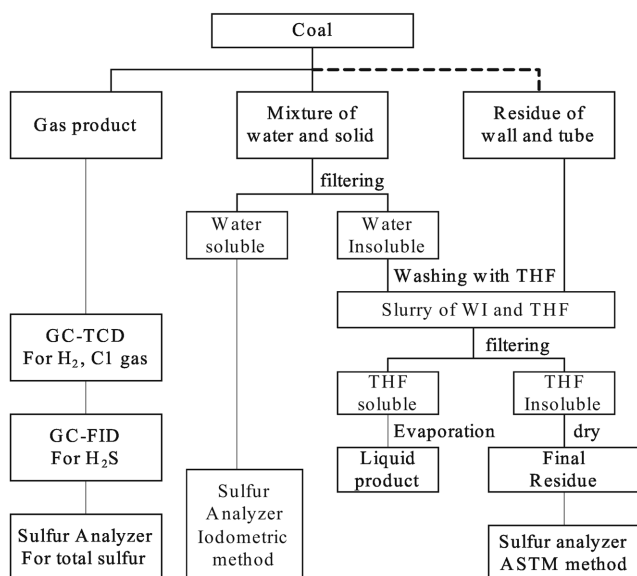 Coal
Gas product
Mixture of
water and solid
Residue of
wall and tube
filtering
Water
soluble
Water
Insoluble
Washing with THF
Slurry of WI and THF
GC-TCD
For H₂, C1 gas
filtering
THF
soluble
THF
Insoluble
GC-FID
For H₂S
Evaporation
dry
Liquid
product
Final
Residue
Sulfur
Analyzer
Iodometric
method
Sulfur Analyzer
For total sulfur
Sulfur analyzer
ASTM method